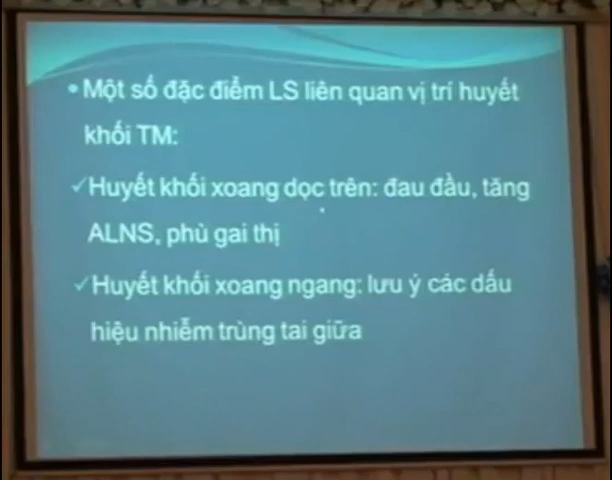 • Một số đặc điểm LS liên quan vị trí huyết
khối TM:
✓Huyết khối xoang dọc trên: đau đầu, tăng
ALNS, phù gai thị
✓Huyết khối xoang ngang: lưu ý các dấu
hiệu nhiễm trùng tai giữa